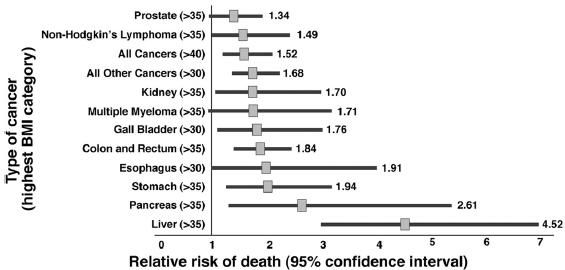 Type of cancer
(highest BMI category)
Prostate (>35) 1.34
Non-Hodgkin's Lymphoma (>35) 1.49
All Cancers (>40) 1.52
All Other Cancers (>30) 1.68
Kidney (>35) 1.70
Multiple Myeloma (>35) 1.71
Gall Bladder (>30) 1.76
Colon and Rectum (>35) 1.84
Esophagus (>30) 1.91
Stomach (>35) 1.94
Pancreas (>35) 2.61
Liver (>35) 4.52
0 1 2 3 4 5 6 7
Relative risk of death (95% confidence interval)